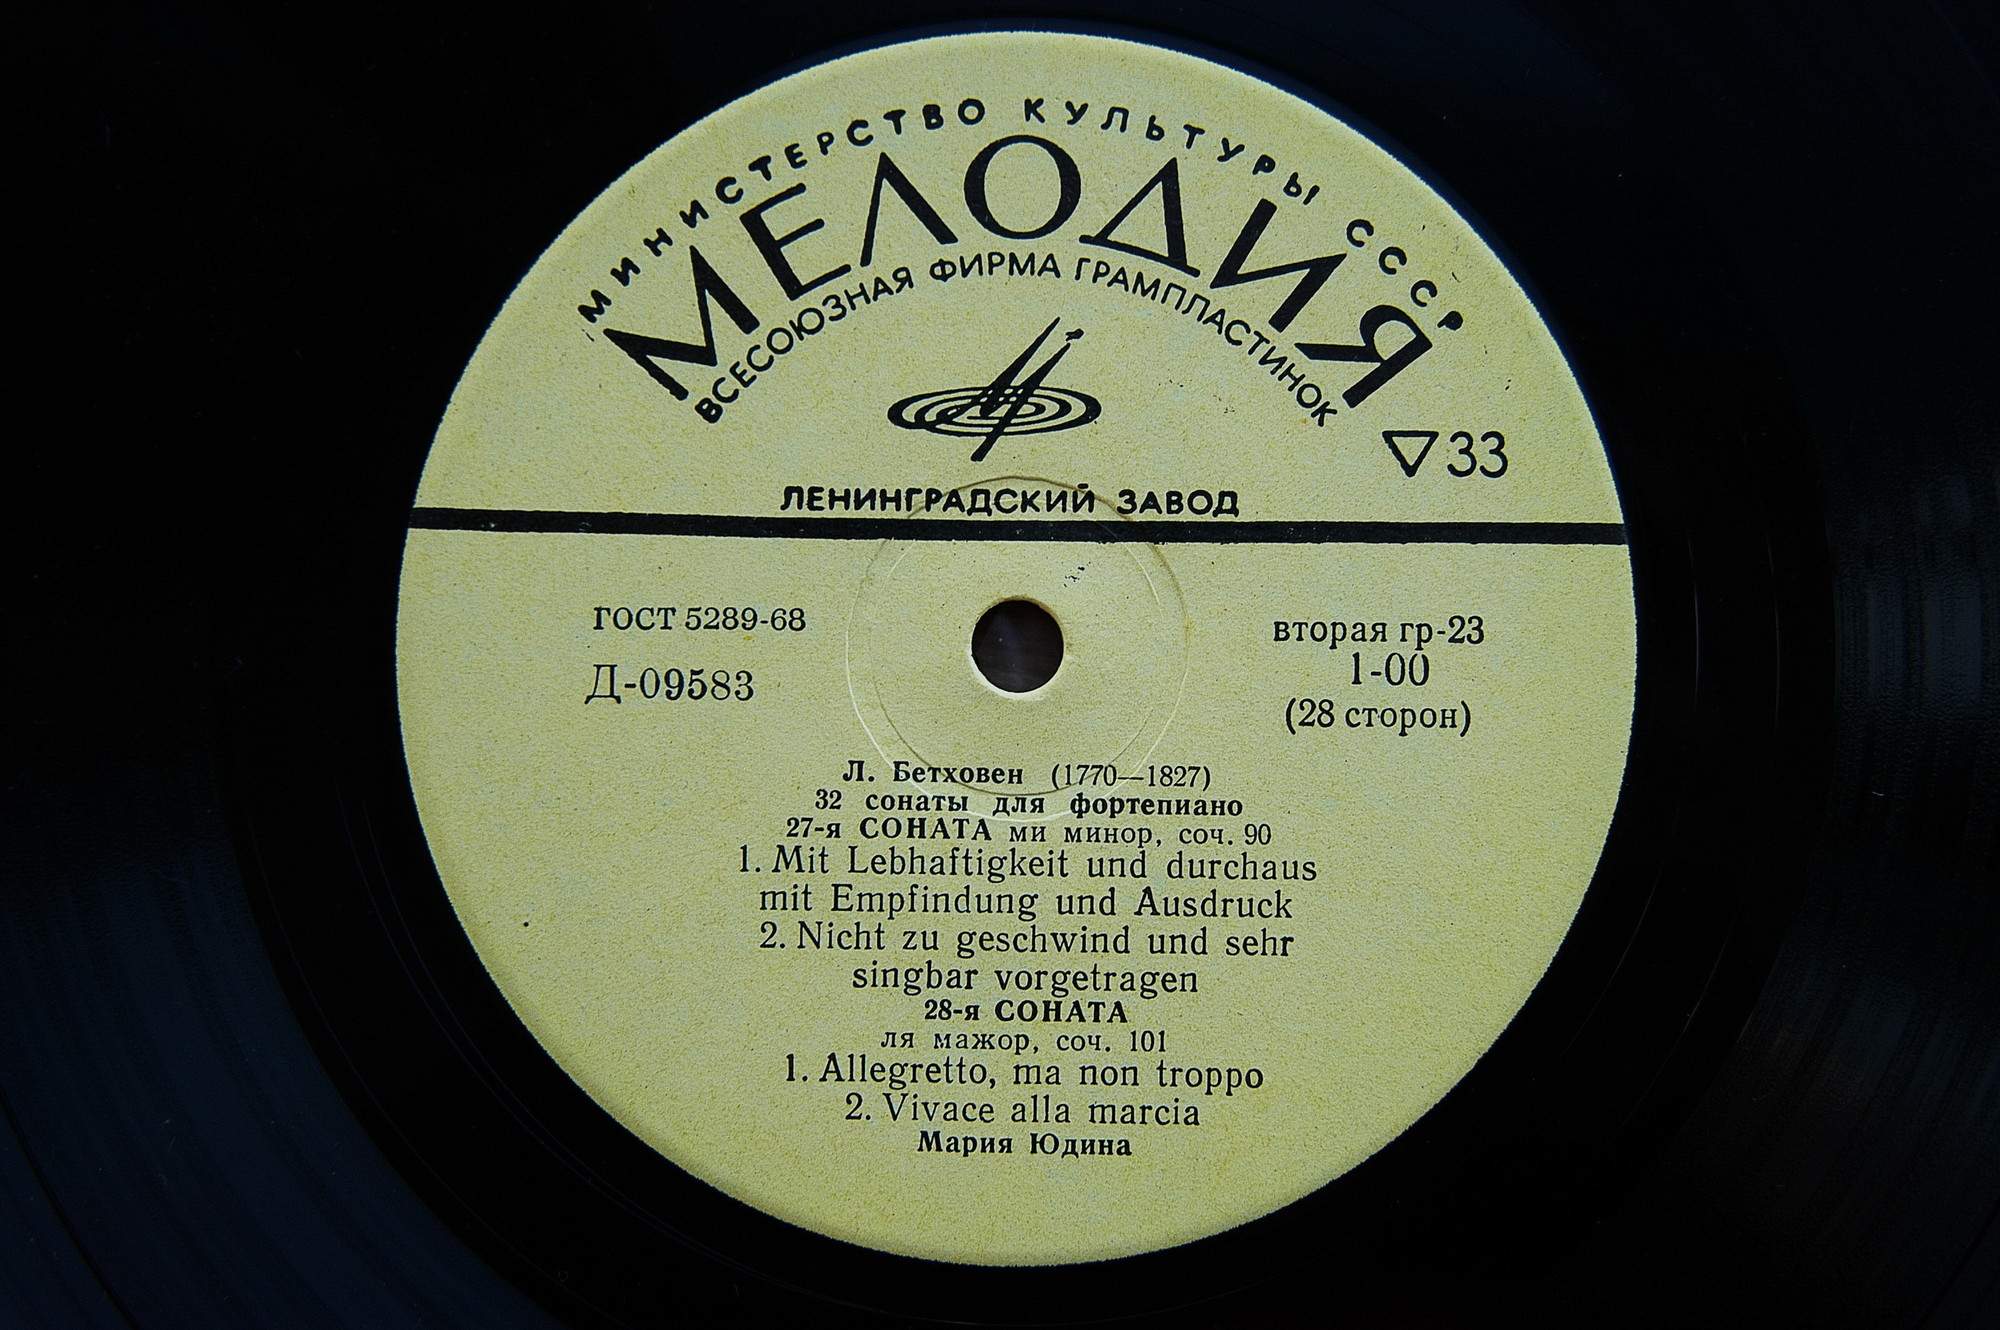 МИНИСТЕРСТВО КУЛЬТУРЫ СССР
МЕЛОДИЯ
ВСЕСОЮЗНАЯ ФИРМА ГРАМПЛАСТИНОК
▽33
ЛЕНИНГРАДСКИЙ ЗАВОД
ГОСТ 5289-68
Д-09583
вторая гр-23
1-00
(28 сторон)
Л. Бетховен (1770—1827)
32 сонаты для фортепиано
27-я СОНАТА ми минор, соч. 90
1. Mit Lebhaftigkeit und durchaus
mit Empfindung und Ausdruck
2. Nicht zu geschwind und sehr
singbar vorgetragen
28-я СОНАТА
ля мажор, соч. 101
1. Allegretto, ma non troppo
2. Vivace alla marcia
Мария Юдина